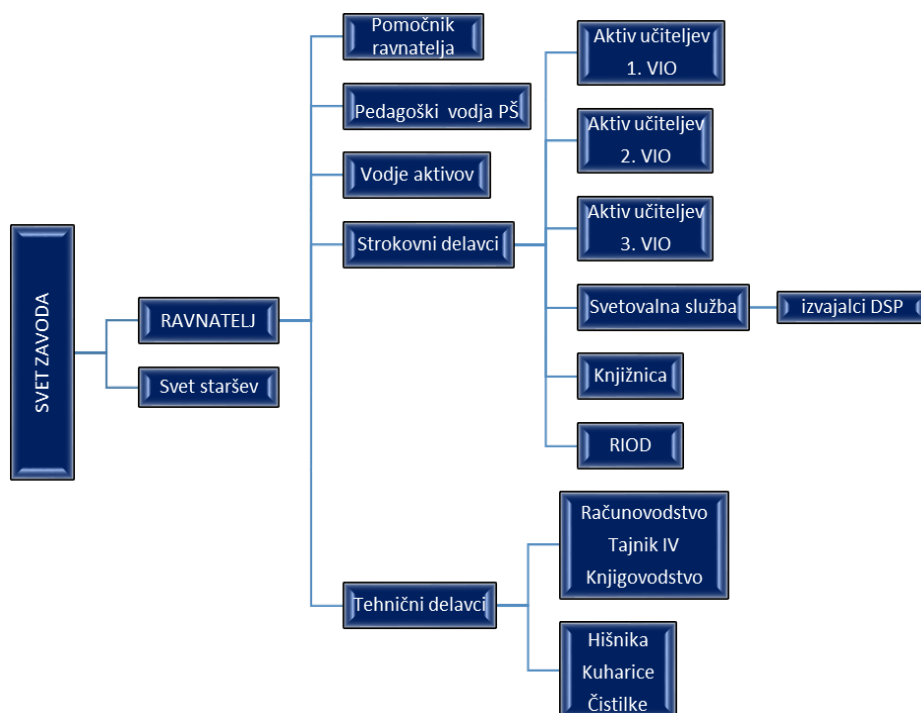 SVET ZAVODA
RAVNATELJ
Svet staršev
Pomočnik
ravnatelja
Pedagoški vodja PŠ
Vodje aktivov
Strokovni delavci
Tehnični delavci
Aktiv učiteljev
1. VIO
Aktiv učiteljev
2. VIO
Aktiv učiteljev
3. VIO
Svetovalna služba
izvajalci DSP
Knjižnica
RIOD
Računovodstvo
Tajnik IV
Knjigovodstvo
Hišnika
Kuharice
Čistilke